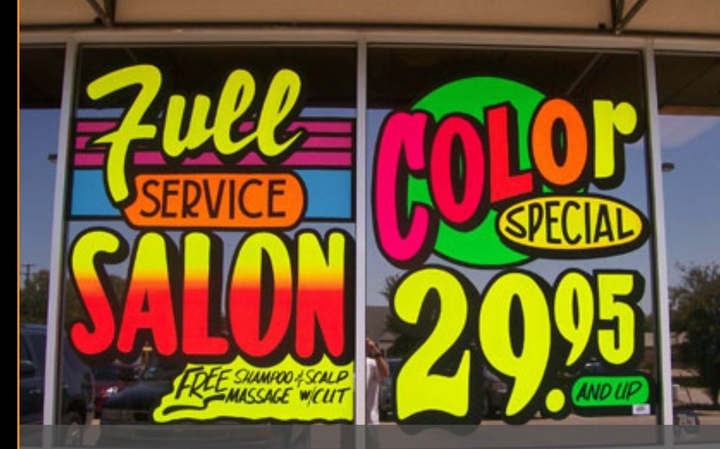 Full
SERVICE
SALON
FREE SHAMPOO & SCALP
MASSAGE W/CUT
COLOr
SPECIAL
29.95
AND UP